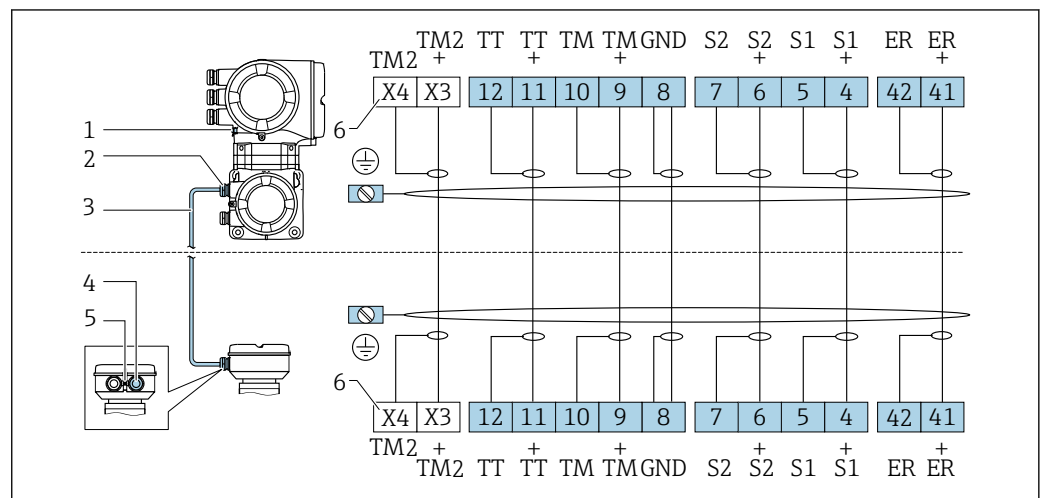 TM2 TT TT TM TM GND S2 S2 S1 S1 ER ER
TM2 + + + + + +
X4 X3 12 11 10 9 8 7 6 5 4 42 41
6
1
2
3
4
5
6
X4 X3 12 11 10 9 8 7 6 5 4 42 41
TM2 + + + + + +
TM2 TT TT TM TM GND S2 S2 S1 S1 ER ER